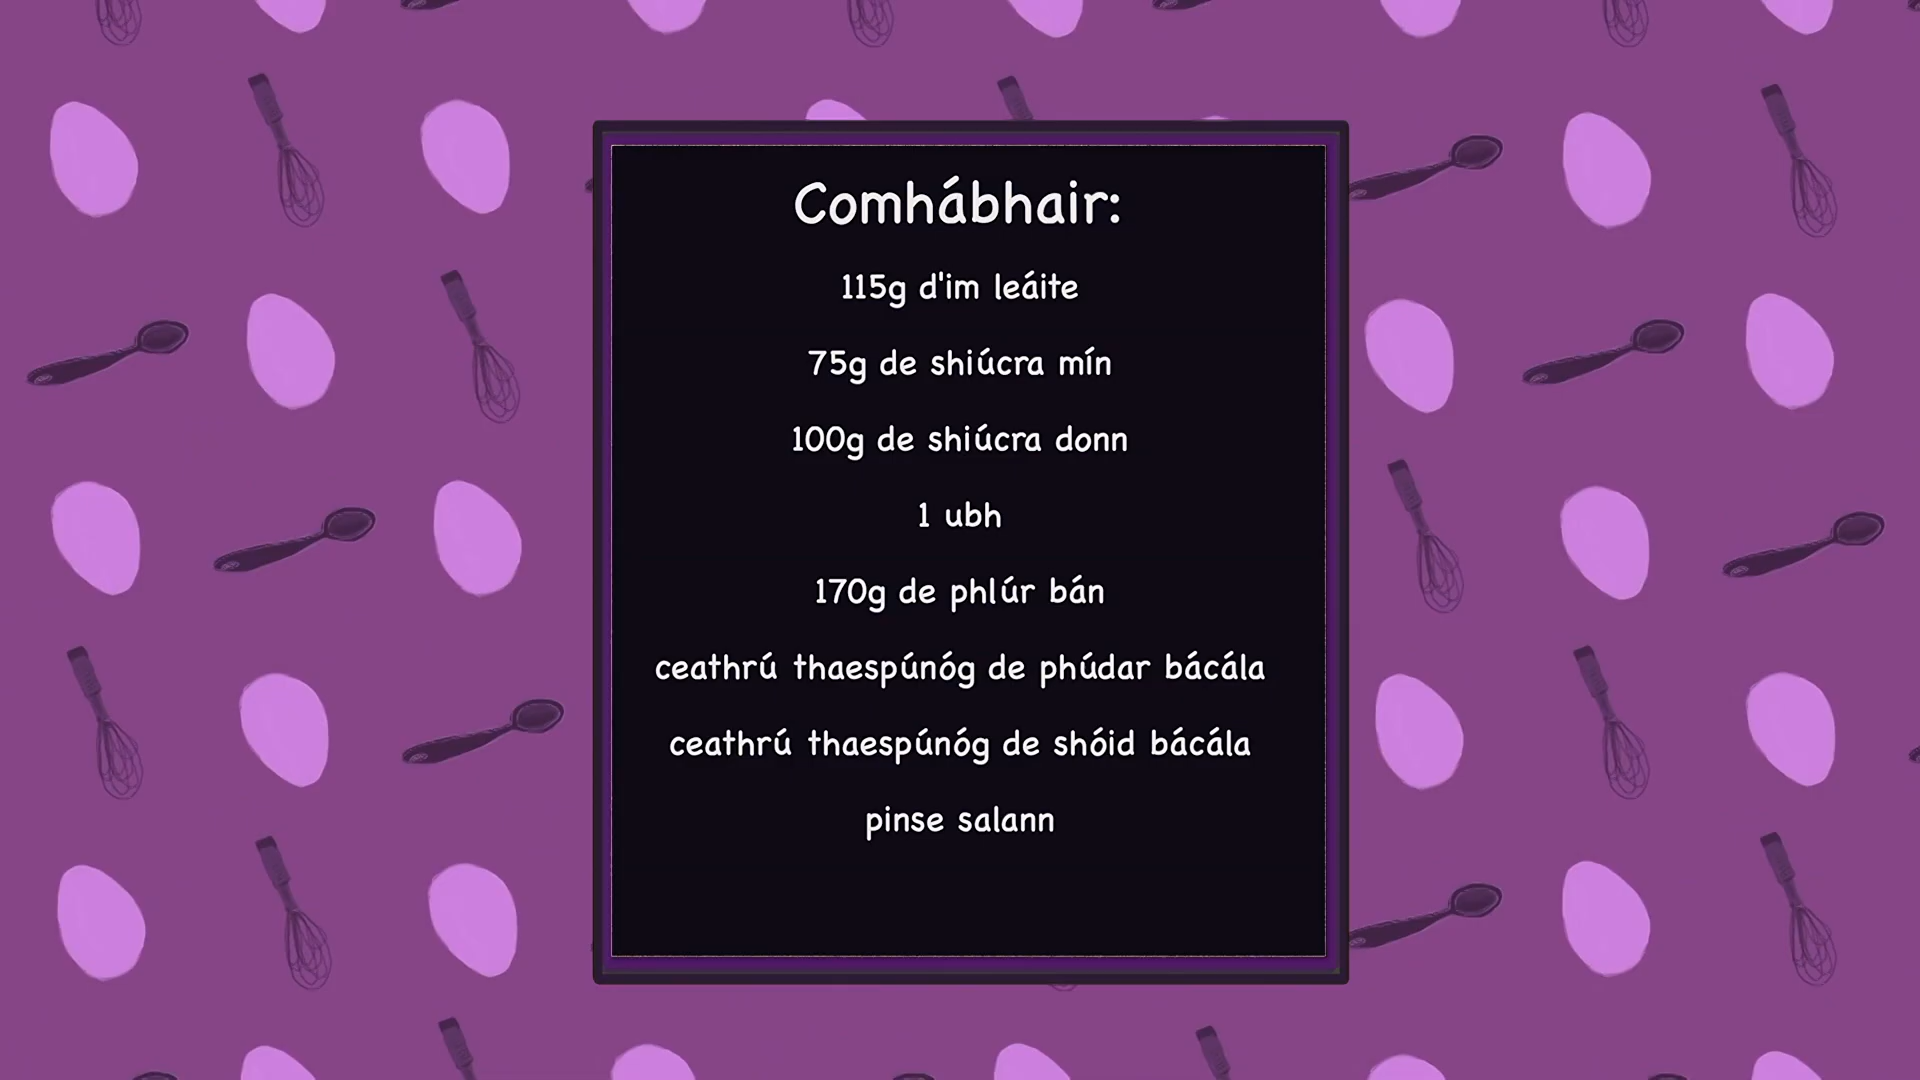 Comhábhair:
115g d'im leáite
75g de shiúcra mín
100g de shiúcra donn
1 ubh
170g de phlúr bán
ceathrú thaespúnóg de phúdar bácála
ceathrú thaespúnóg de shóid bácála
pinse salann